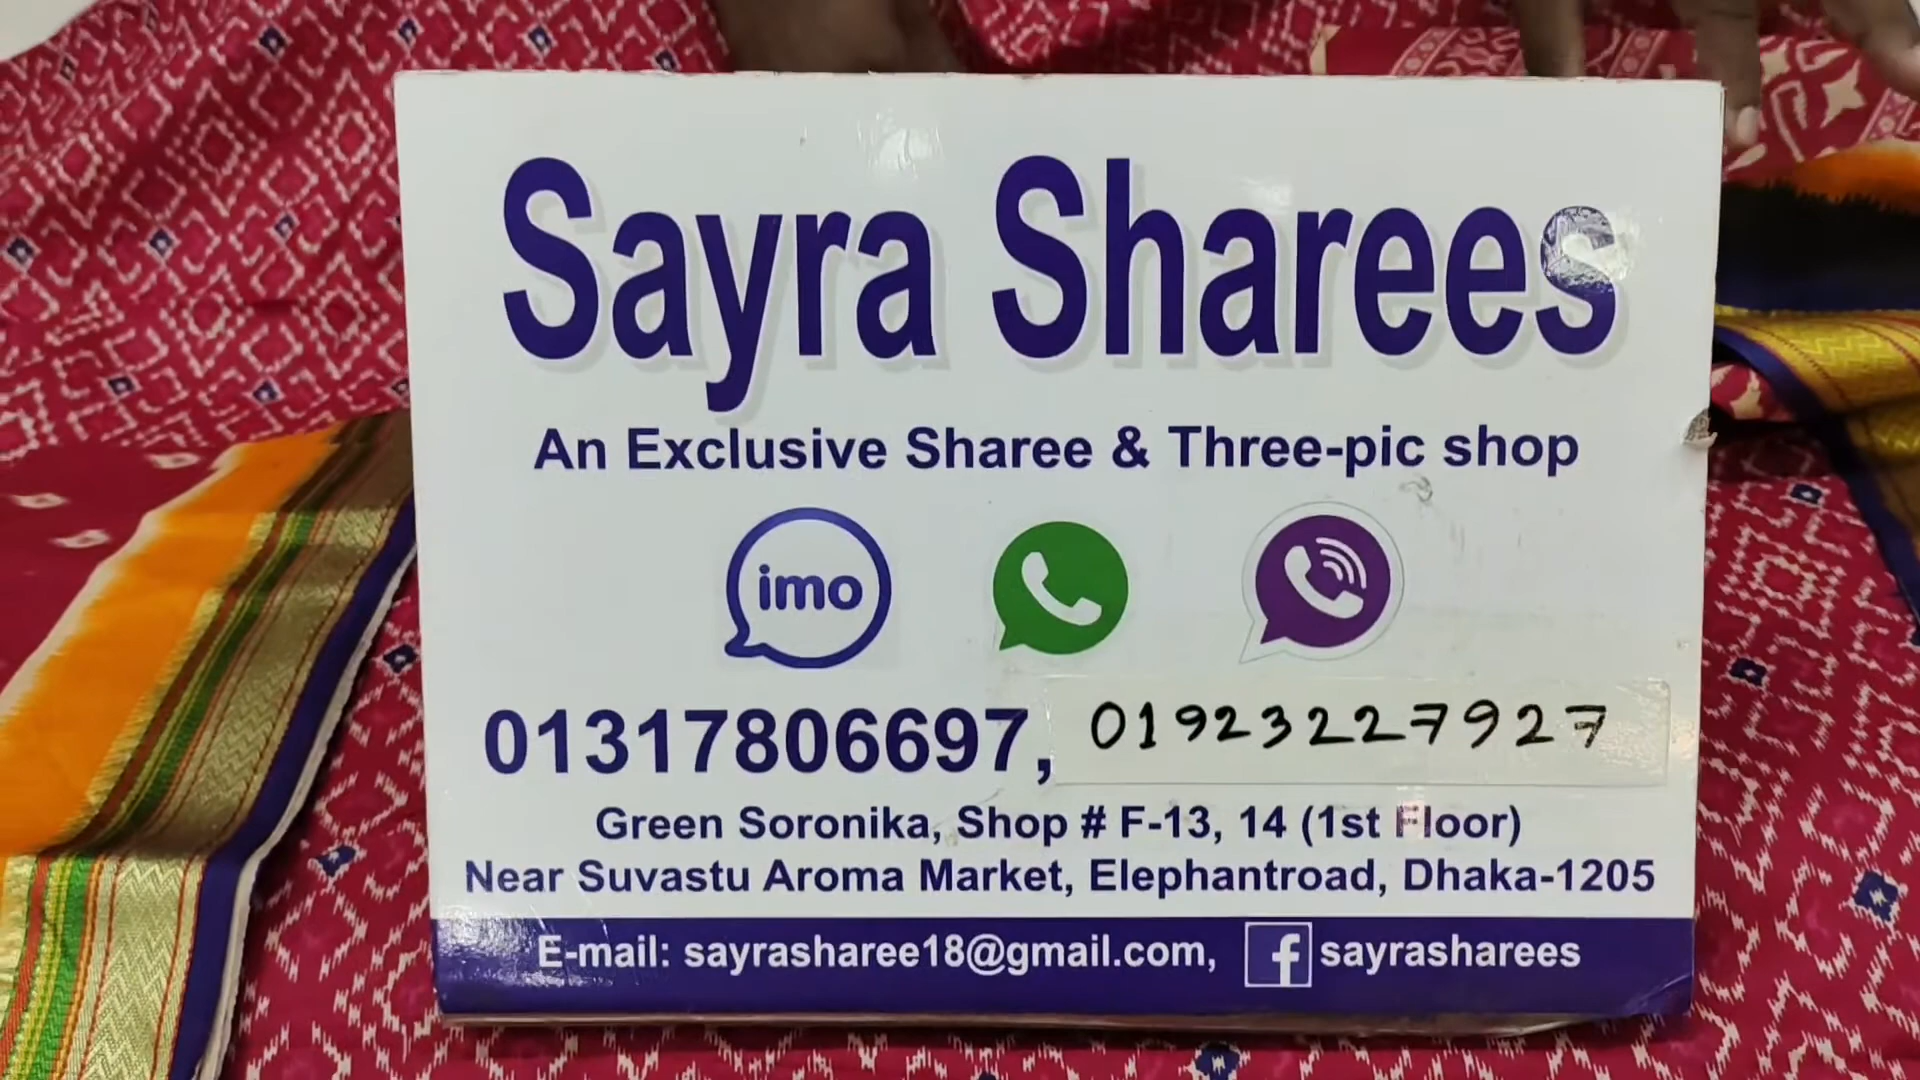 Sayra Sharees
An Exclusive Sharee & Three-pic shop
imo
01317806697, 01923227927
Green Soronika, Shop # F-13, 14 (1st Floor)
Near Suvastu Aroma Market, Elephantroad, Dhaka-1205
E-mail: sayrasharee18@gmail.com, f sayrasharees